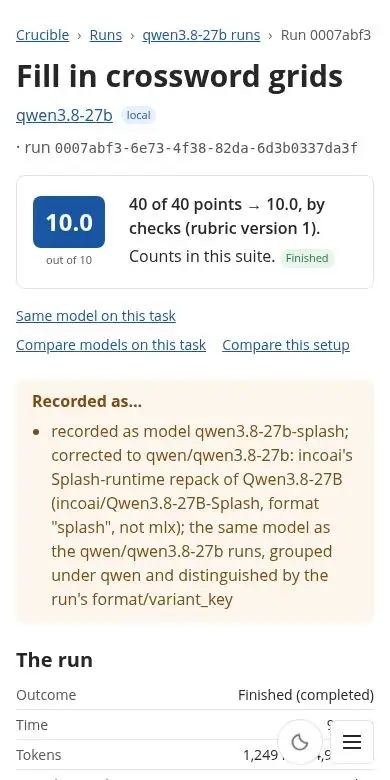 Crucible › Runs › qwen3.8-27b runs › Run 0007abf3
Fill in crossword grids
qwen3.8-27b local
· run 0007abf3-6e73-4f38-82da-6d3b0337da3f
10.0
out of 10
40 of 40 points → 10.0, by
checks (rubric version 1).
Counts in this suite. Finished
Same model on this task
Compare models on this task Compare this setup
Recorded as…
• recorded as model qwen3.8-27b-splash;
corrected to qwen/qwen3.8-27b: incoai's
Splash-runtime repack of Qwen3.8-27B
(incoai/Qwen3.8-27B-Splash, format
"splash", not mlx); the same model as
the qwen/qwen3.8-27b runs, grouped
under qwen and distinguished by the
run's format/variant_key
The run
Outcome Finished (completed)
Time
Tokens 1,249